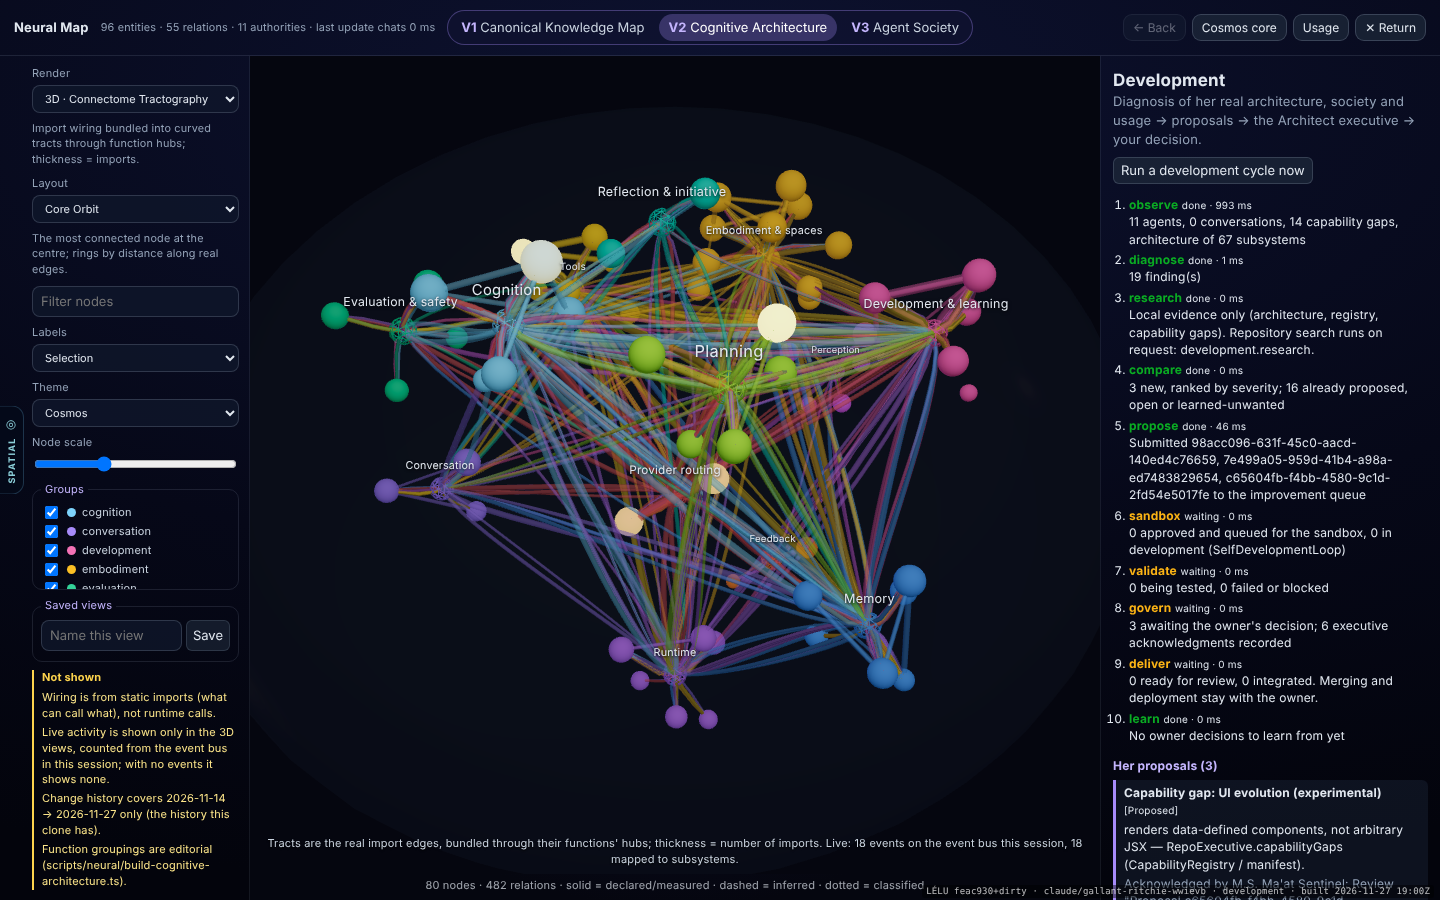 Neural Map
96 entities · 55 relations · 11 authorities · last update chats 0 ms
V1 Canonical Knowledge Map
V2 Cognitive Architecture
V3 Agent Society
← Back
Cosmos core
Usage
✕ Return
SPATIAL ◎
Render
3D · Connectome Tractography
Import wiring bundled into curved
tracts through function hubs;
thickness = imports.
Layout
Core Orbit
The most connected node at the
centre; rings by distance along real
edges.
Filter nodes
Labels
Selection
Theme
Cosmos
Node scale
Groups
cognition
conversation
development
embodiment
evaluation
Saved views
Name this view
Save
Not shown
Wiring is from static imports (what
can call what), not runtime calls.
Live activity is shown only in the 3D
views, counted from the event bus
in this session; with no events it
shows none.
Change history covers 2026-11-14
→ 2026-11-27 only (the history this
clone has).
Function groupings are editorial
(scripts/neural/build-cognitive-
architecture.ts).
Reflection & initiative
Embodiment & spaces
Tools
Cognition
Evaluation & safety
Development & learning
Planning
Perception
Conversation
Provider routing
Feedback
Memory
Runtime
Tracts are the real import edges, bundled through their functions' hubs; thickness = number of imports. Live: 18 events on the event bus this session, 18
mapped to subsystems.
80 nodes · 482 relations · solid = declared/measured · dashed = inferred · dotted = classified
Development
Diagnosis of her real architecture, society and
usage → proposals → the Architect executive →
your decision.
Run a development cycle now
1. observe done · 993 ms
11 agents, 0 conversations, 14 capability gaps,
architecture of 67 subsystems
2. diagnose done · 1 ms
19 finding(s)
3. research done · 0 ms
Local evidence only (architecture, registry,
capability gaps). Repository search runs on
request: development.research.
4. compare done · 0 ms
3 new, ranked by severity; 16 already proposed,
open or learned-unwanted
5. propose done · 46 ms
Submitted 98acc096-631f-45c0-aacd-
140ed4c76659, 7e499a05-959d-41b4-a98a-
ed7483829654, c65604fb-f4bb-4580-9c1d-
2fd54e5017fe to the improvement queue
6. sandbox waiting · 0 ms
0 approved and queued for the sandbox, 0 in
development (SelfDevelopmentLoop)
7. validate waiting · 0 ms
0 being tested, 0 failed or blocked
8. govern waiting · 0 ms
3 awaiting the owner's decision; 6 executive
acknowledgments recorded
9. deliver waiting · 0 ms
0 ready for review, 0 integrated. Merging and
deployment stay with the owner.
10. learn done · 0 ms
No owner decisions to learn from yet
Her proposals (3)
Capability gap: UI evolution (experimental)
[Proposed]
renders data-defined components, not arbitrary
JSX — RepoExecutive.capabilityGaps
(CapabilityRegistry / manifest).
Acknowledged by M.S. Ma'at Sentinel: Review
LÉLU feac930+dirty · claude/gallant-ritchie-wwievb · development · built 2026-11-27 19:00Z